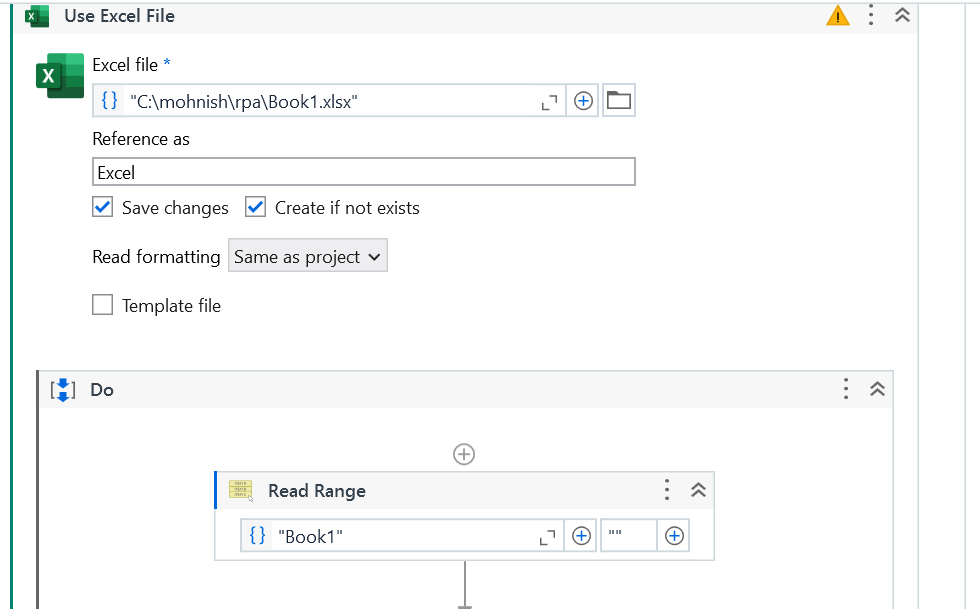 Use Excel File
Excel file *
"C:\mohnish\rpa\Book1.xlsx"
Reference as
Excel
Save changes Create if not exists
Read formatting Same as project
Template file
Do
Read Range
"Book1" ""